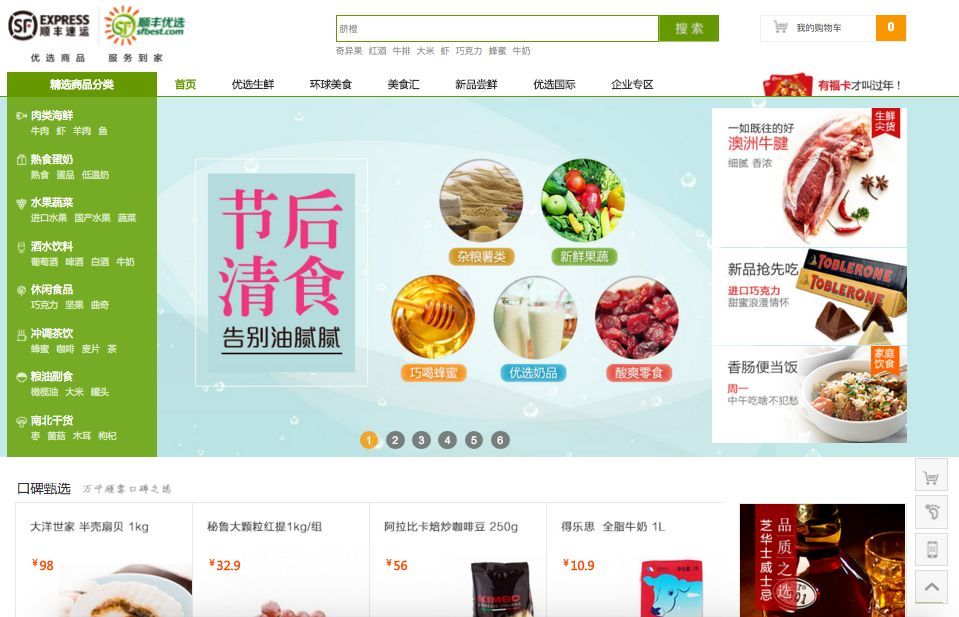 SF EXPRESS
顺丰速运
SF 顺丰优选
sfbest.com
优选商品 服务到家
脐橙
搜索
奇异果 红酒 牛排 大米 虾 巧克力 蜂蜜 牛奶
我的购物车 0
精选商品分类
首页 优选生鲜 环球美食 美食汇 新品尝鲜 优选国际 企业专区
有福卡才叫过年！
肉类海鲜
牛肉 虾 羊肉 鱼
熟食蛋奶
熟食 蛋品 低温奶
水果蔬菜
进口水果 国产水果 蔬菜
酒水饮料
葡萄酒 啤酒 白酒 牛奶
休闲食品
巧克力 坚果 曲奇
冲调茶饮
蜂蜜 咖啡 麦片 茶
粮油副食
橄榄油 大米 罐头
南北干货
枣 菌菇 木耳 枸杞
节后
清食
告别油腻腻
杂粮薯类
新鲜果蔬
巧喝蜂蜜
优选奶品
酸爽零食
1 2 3 4 5 6
一如既往的好
澳洲牛腱
细腻 香浓
生鲜
尖货
新品抢先吃
进口巧克力
甜蜜浪漫情怀
TOBLERONE
TOBLERONE
香肠便当饭
周一
中午吃啥不犯愁
家庭
饮食
口碑甄选 万千顾客口碑之选
大洋世家 半壳扇贝 1kg
¥98
秘鲁大颗粒红提1kg/组
¥32.9
阿拉比卡焙炒咖啡豆 250g
¥56
KIMBO
得乐思 全脂牛奶 1L
¥10.9
品质之选
芝华士威士忌